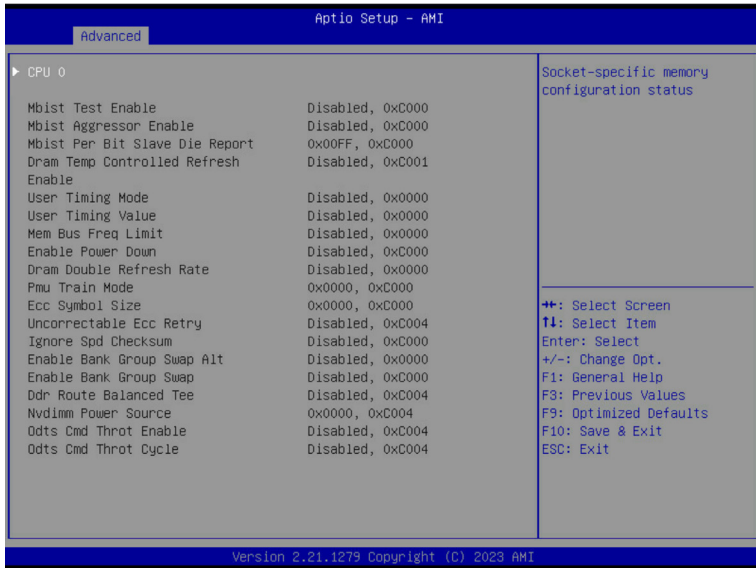 Aptio Setup - AMI
Advanced
CPU 0
Mbist Test Enable Disabled, 0xC000
Mbist Aggressor Enable Disabled, 0xC000
Mbist Per Bit Slave Die Report 0x00FF, 0xC000
Dram Temp Controlled Refresh Disabled, 0xC001
Enable
User Timing Mode Disabled, 0x0000
User Timing Value Disabled, 0x0000
Mem Bus Freq Limit Disabled, 0x0000
Enable Power Down Disabled, 0xC000
Dram Double Refresh Rate Disabled, 0x0000
Pmu Train Mode 0x0000, 0xC000
Ecc Symbol Size 0x0000, 0xC000
Uncorrectable Ecc Retry Disabled, 0xC004
Ignore Spd Checksum Disabled, 0xC000
Enable Bank Group Swap Alt Disabled, 0x0000
Enable Bank Group Swap Disabled, 0xC000
Ddr Route Balanced Tee Disabled, 0xC004
Nvdimm Power Source 0x0000, 0xC004
Odts Cmd Throt Enable Disabled, 0xC004
Odts Cmd Throt Cycle Disabled, 0xC004
Socket-specific memory
configuration status
→←: Select Screen
↑↓: Select Item
Enter: Select
+/-: Change Opt.
F1: General Help
F3: Previous Values
F9: Optimized Defaults
F10: Save & Exit
ESC: Exit
Version 2.21.1279 Copyright (C) 2023 AMI